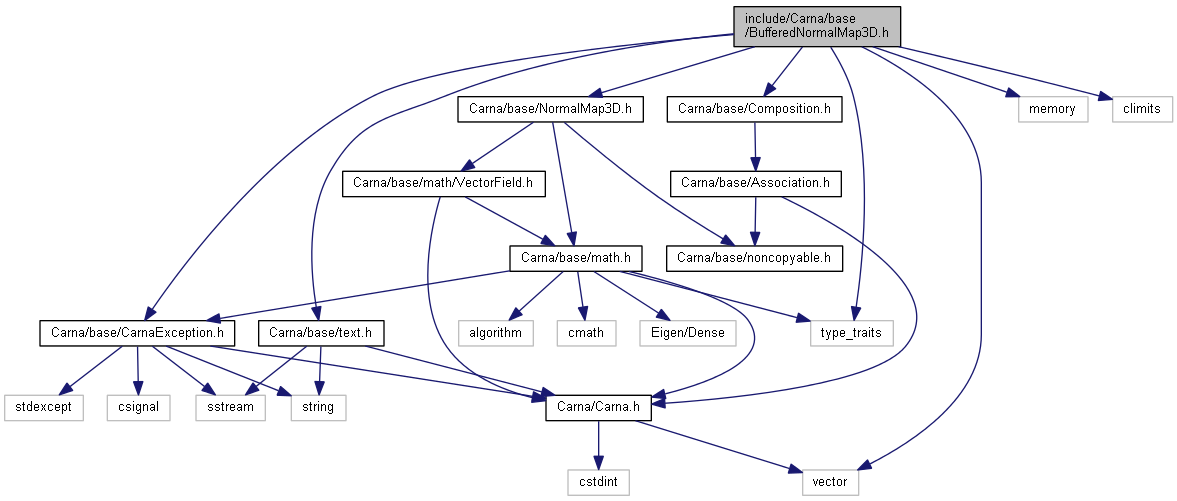 include/Carna/base
/BufferedNormalMap3D.h
Carna/base/NormalMap3D.h
Carna/base/Composition.h
memory
climits
Carna/base/math/VectorField.h
Carna/base/Association.h
Carna/base/math.h
Carna/base/noncopyable.h
Carna/base/CarnaException.h
Carna/base/text.h
algorithm
cmath
Eigen/Dense
type_traits
stdexcept
csignal
sstream
string
Carna/Carna.h
cstdint
vector